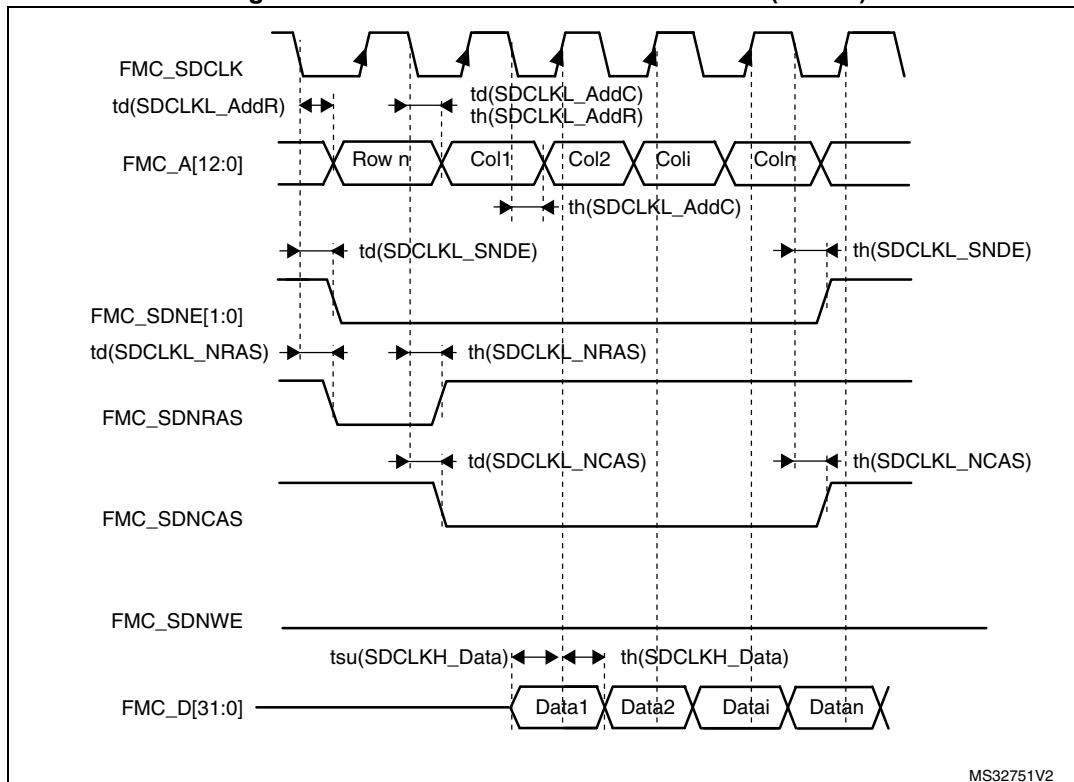 FMC_SDCLK
td(SDCLKL_AddR)
td(SDCLKL_AddC)
th(SDCLKL_AddR)
FMC_A[12:0]
Row n
Col1
Col2
Coli
Coln
th(SDCLKL_AddC)
td(SDCLKL_SNDE)
th(SDCLKL_SNDE)
FMC_SDNE[1:0]
td(SDCLKL_NRAS)
th(SDCLKL_NRAS)
FMC_SDNRAS
td(SDCLKL_NCAS)
th(SDCLKL_NCAS)
FMC_SDNCAS
FMC_SDNWE
tsu(SDCLKH_Data)
th(SDCLKH_Data)
FMC_D[31:0]
Data1
Data2
Datai
Datan
MS32751V2